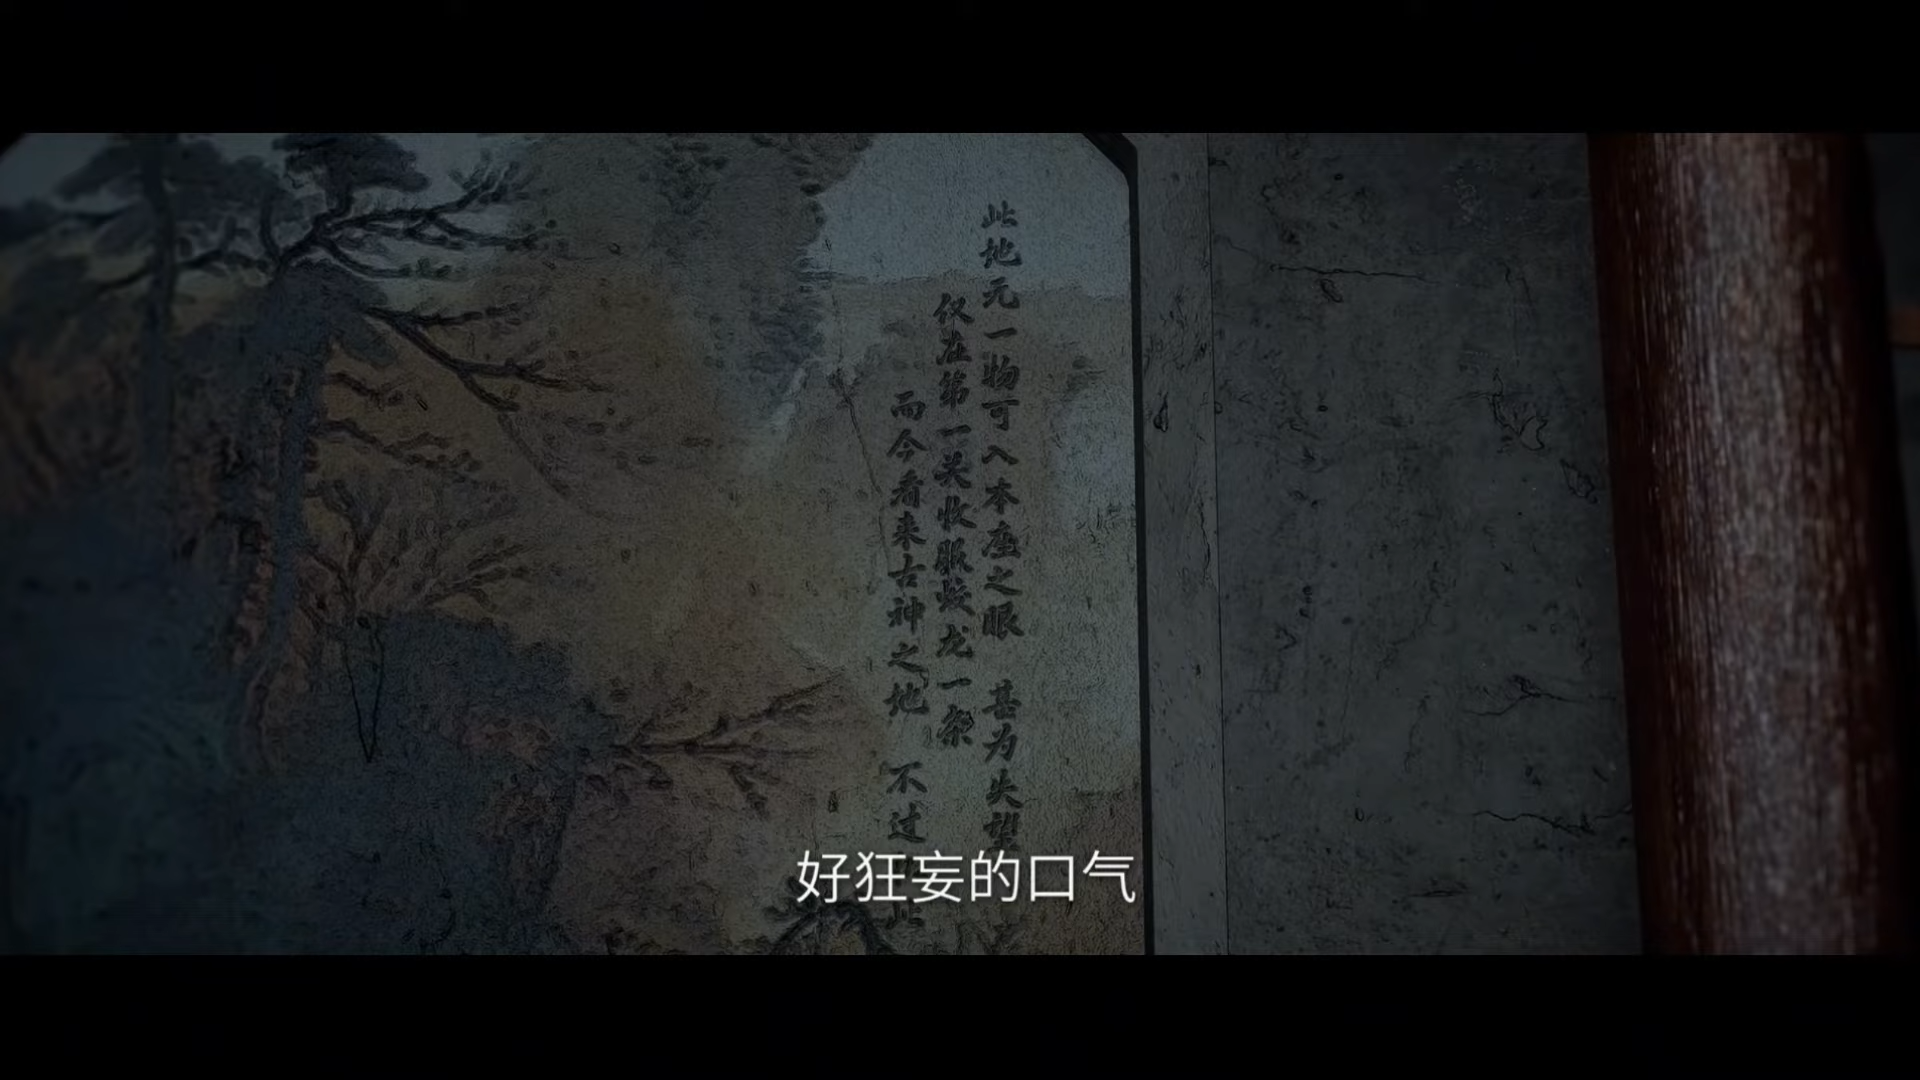 此地元一物可入本座之眼 甚为失望
仅在第一关收服蛟龙一条
而今看来古神之地 不过 此
好狂妄的口气